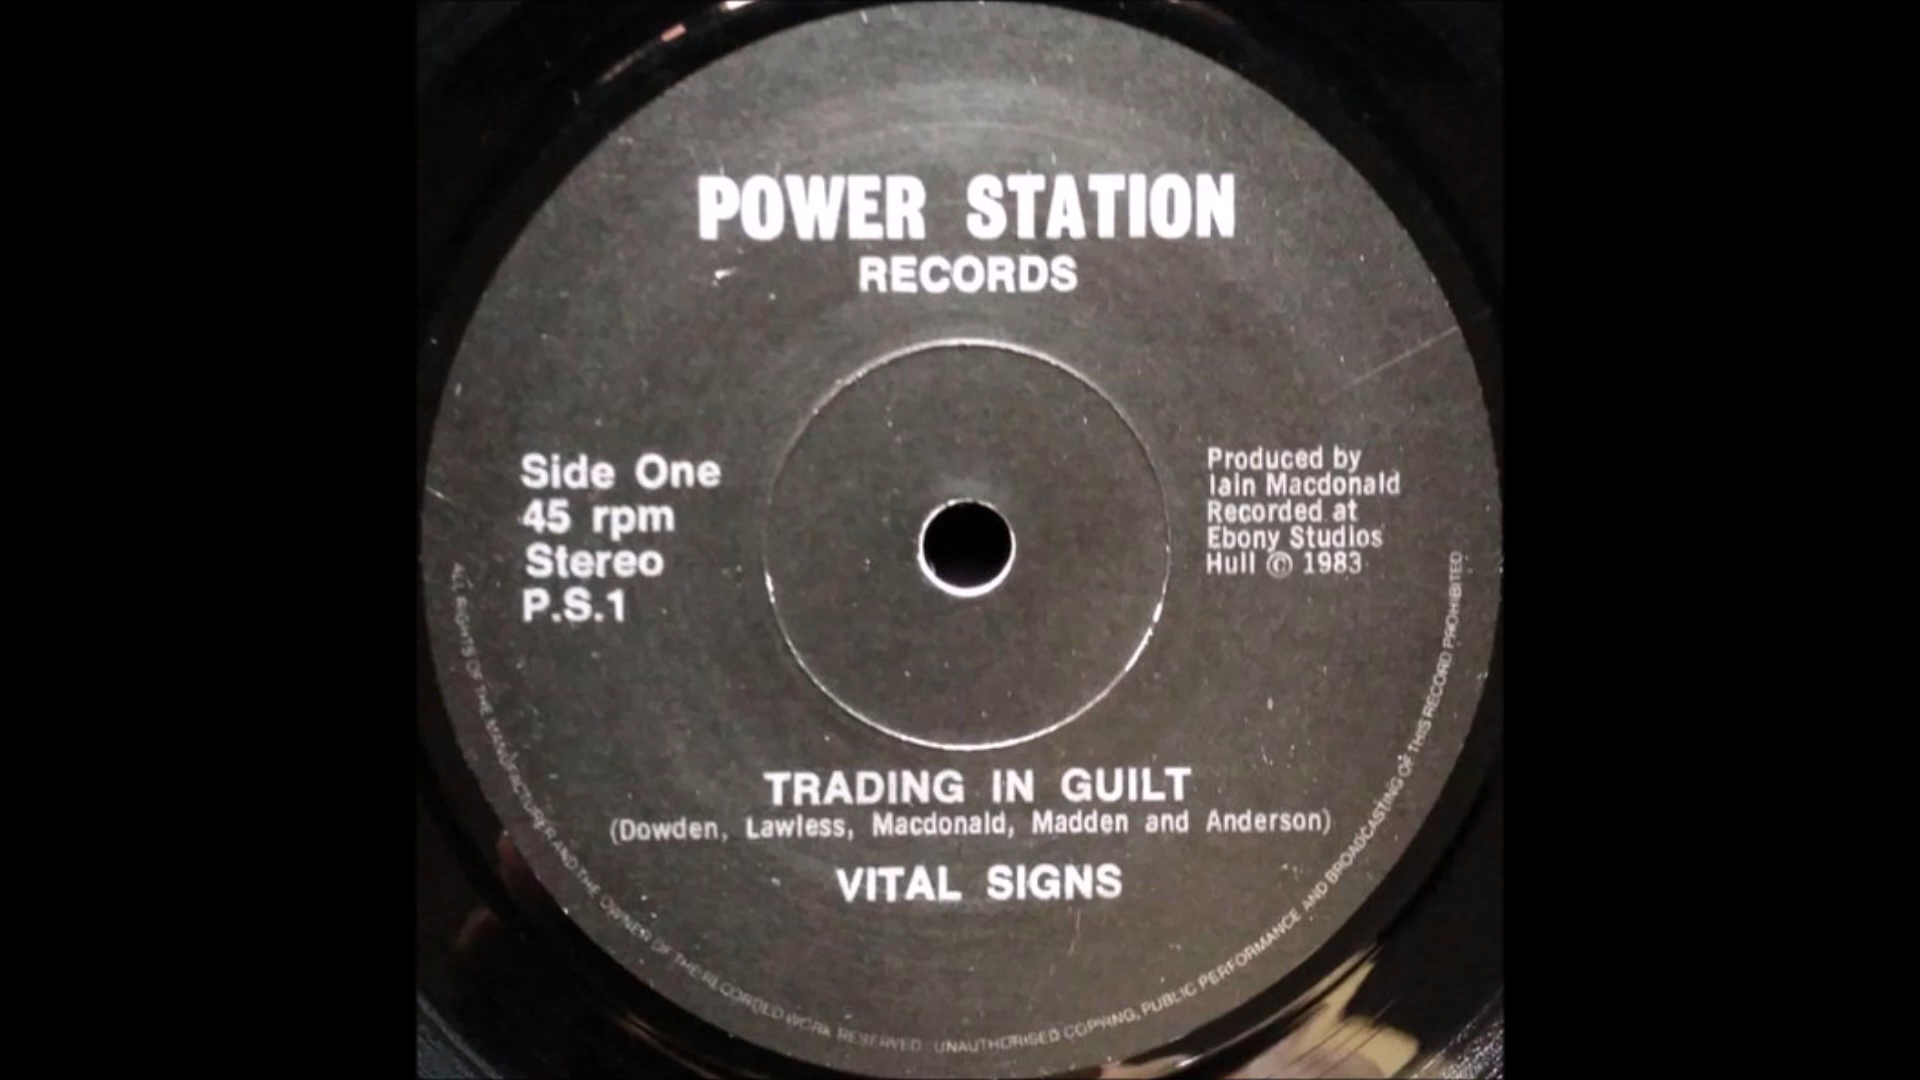 POWER STATION
RECORDS
Side One
45 rpm
Stereo
P.S.1
Produced by
Iain Macdonald
Recorded at
Ebony Studios
Hull © 1983
TRADING IN GUILT
(Dowden, Lawless, Macdonald, Madden and Anderson)
VITAL SIGNS
ALL RIGHTS OF THE MANUFACTURER AND THE OWNER OF THE RECORDED WORK RESERVED UNAUTHORISED COPYING, PUBLIC PERFORMANCE AND BROADCASTING OF THIS RECORD PROHIBITED